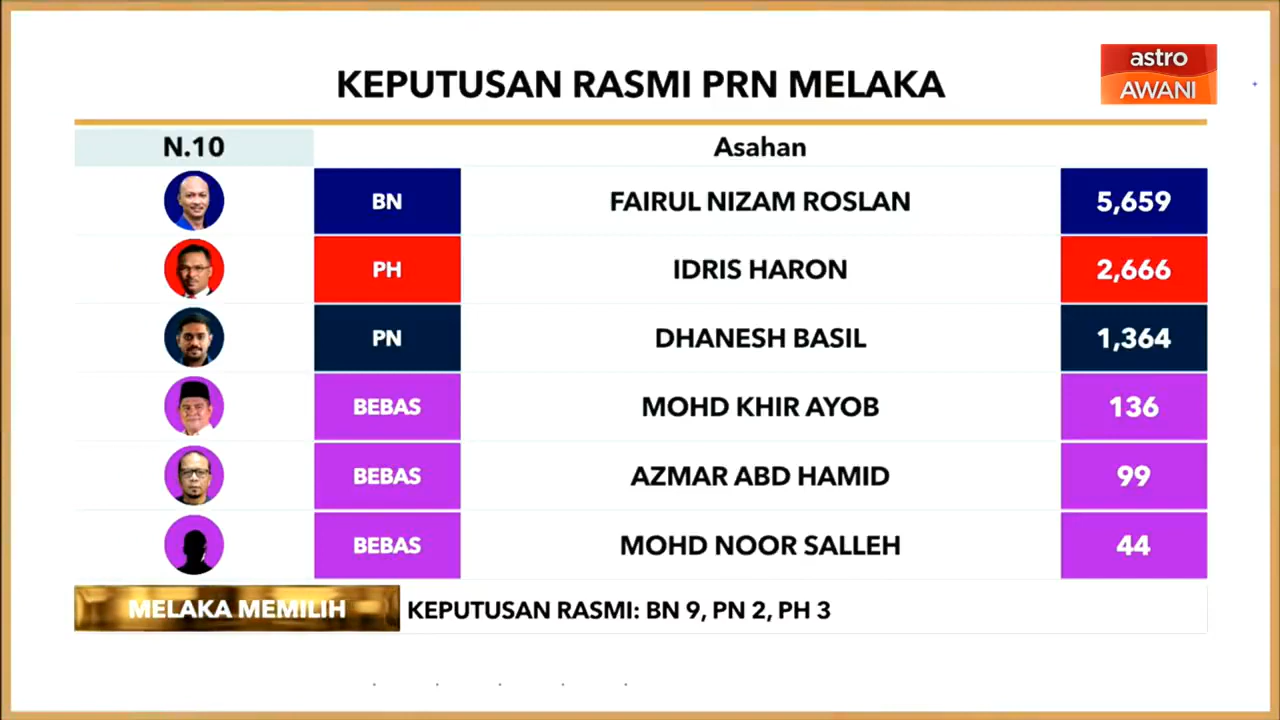 KEPUTUSAN RASMI PRN MELAKA
astro
AWANI
N.10 Asahan
BN FAIRUL NIZAM ROSLAN 5,659
PH IDRIS HARON 2,666
PN DHANESH BASIL 1,364
BEBAS MOHD KHIR AYOB 136
BEBAS AZMAR ABD HAMID 99
BEBAS MOHD NOOR SALLEH 44
MELAKA MEMILIH KEPUTUSAN RASMI: BN 9, PN 2, PH 3